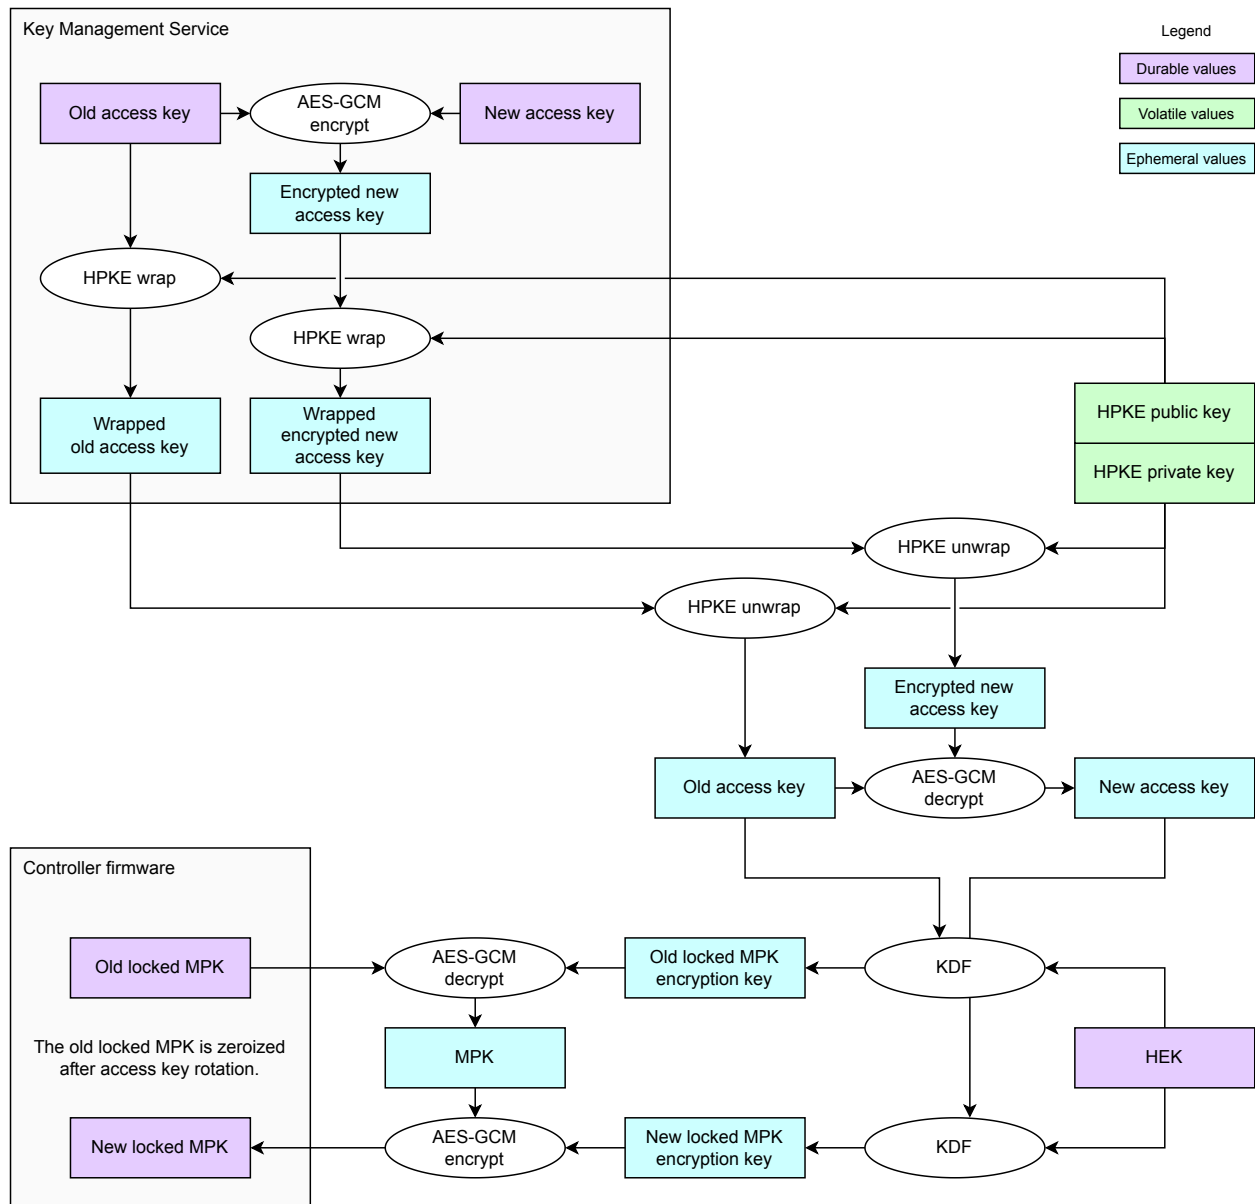 Key Management Service
Legend
Durable values
Volatile values
Ephemeral values
Old access key
AES-GCM
encrypt
New access key
Encrypted new
access key
HPKE wrap
HPKE wrap
Wrapped
old access key
Wrapped
encrypted new
access key
HPKE public key
HPKE private key
HPKE unwrap
HPKE unwrap
Encrypted new
access key
Old access key
AES-GCM
decrypt
New access key
Controller firmware
Old locked MPK
AES-GCM
decrypt
Old locked MPK
encryption key
KDF
The old locked MPK is zeroized
after access key rotation.
MPK
HEK
New locked MPK
AES-GCM
encrypt
New locked MPK
encryption key
KDF